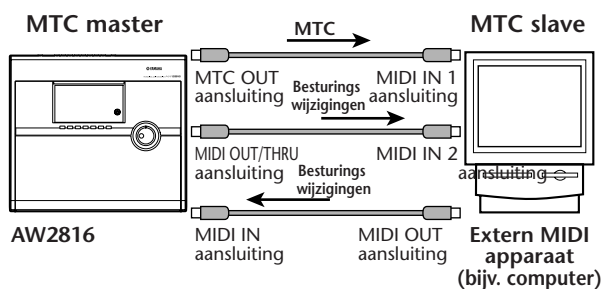 MTC master
MTC
MTC slave
YAMAHA
MTC OUT
aansluiting
Besturings
wijzigingen
MIDI IN 1
aansluiting
MIDI OUT/THRU
aansluiting
Besturings
wijzigingen
MIDI IN 2
aansluiting
AW2816
MIDI IN
aansluiting
MIDI OUT
aansluiting
Extern MIDI
apparaat
(bijv. computer)